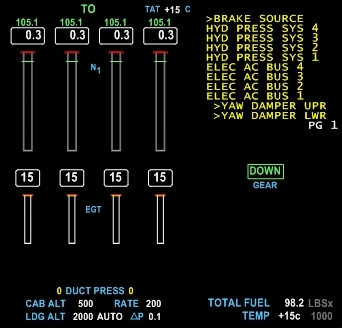 TO
TAT +15 C
105.1 105.1 105.1 105.1
0.3 0.3 0.3 0.3
N1
>BRAKE SOURCE
HYD PRESS SYS 4
HYD PRESS SYS 3
HYD PRESS SYS 2
HYD PRESS SYS 1
ELEC AC BUS 4
ELEC AC BUS 3
ELEC AC BUS 2
ELEC AC BUS 1
>YAW DAMPER UPR
>YAW DAMPER LWR
PG 1
15 15 15 15
EGT
DOWN
GEAR
0 DUCT PRESS 0
CAB ALT 500 RATE 200
LDG ALT 2000 AUTO ΔP 0.1
TOTAL FUEL 98.2 LBSx
TEMP +15c 1000